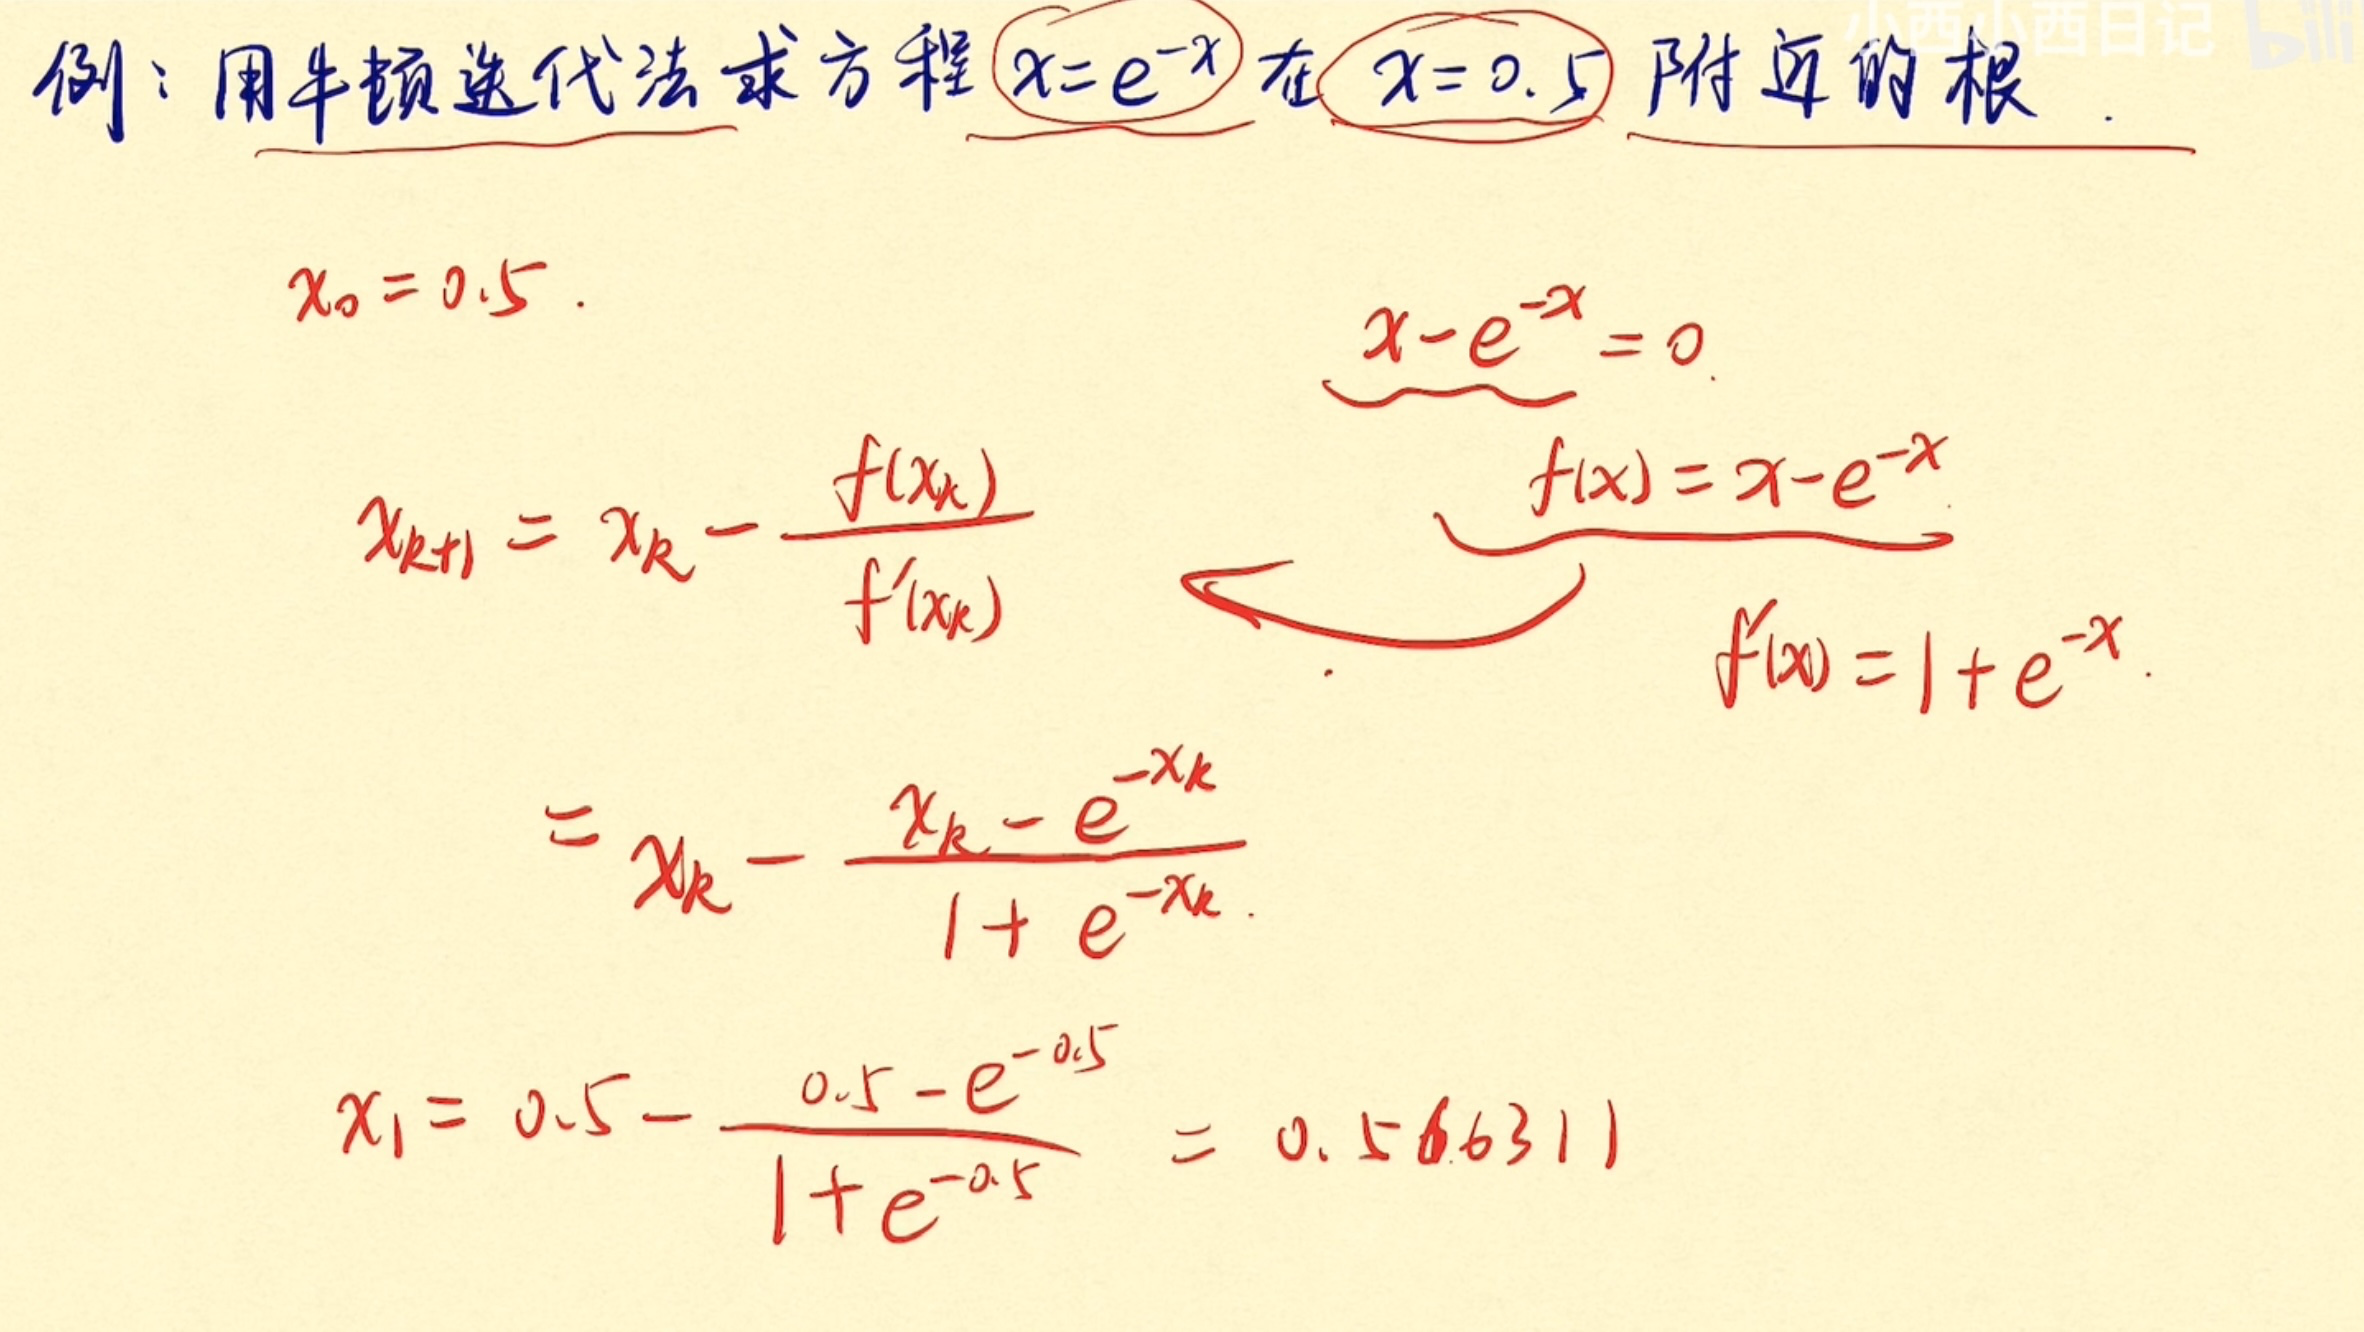 小西小西日记 bili
例：用牛顿迭代法求方程 x=e^{-x} 在 x=0.5 附近的根.
x_0=0.5.
x-e^{-x}=0.
f(x)=x-e^{-x}.
x_{k+1}=x_k-\frac{f(x_k)}{f'(x_k)}
f'(x)=1+e^{-x}.
=x_k-\frac{x_k-e^{-x_k}}{1+e^{-x_k}}.
x_1=0.5-\frac{0.5-e^{-0.5}}{1+e^{-0.5}}=0.566311